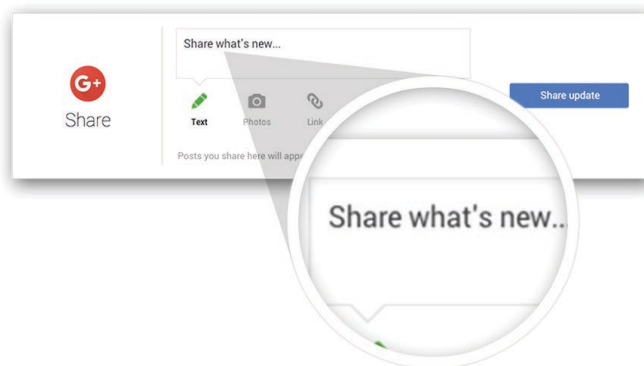 Share what's new...
G+
Share
Text Photos Link
Share update
Posts you share here will appe
Share what's new...